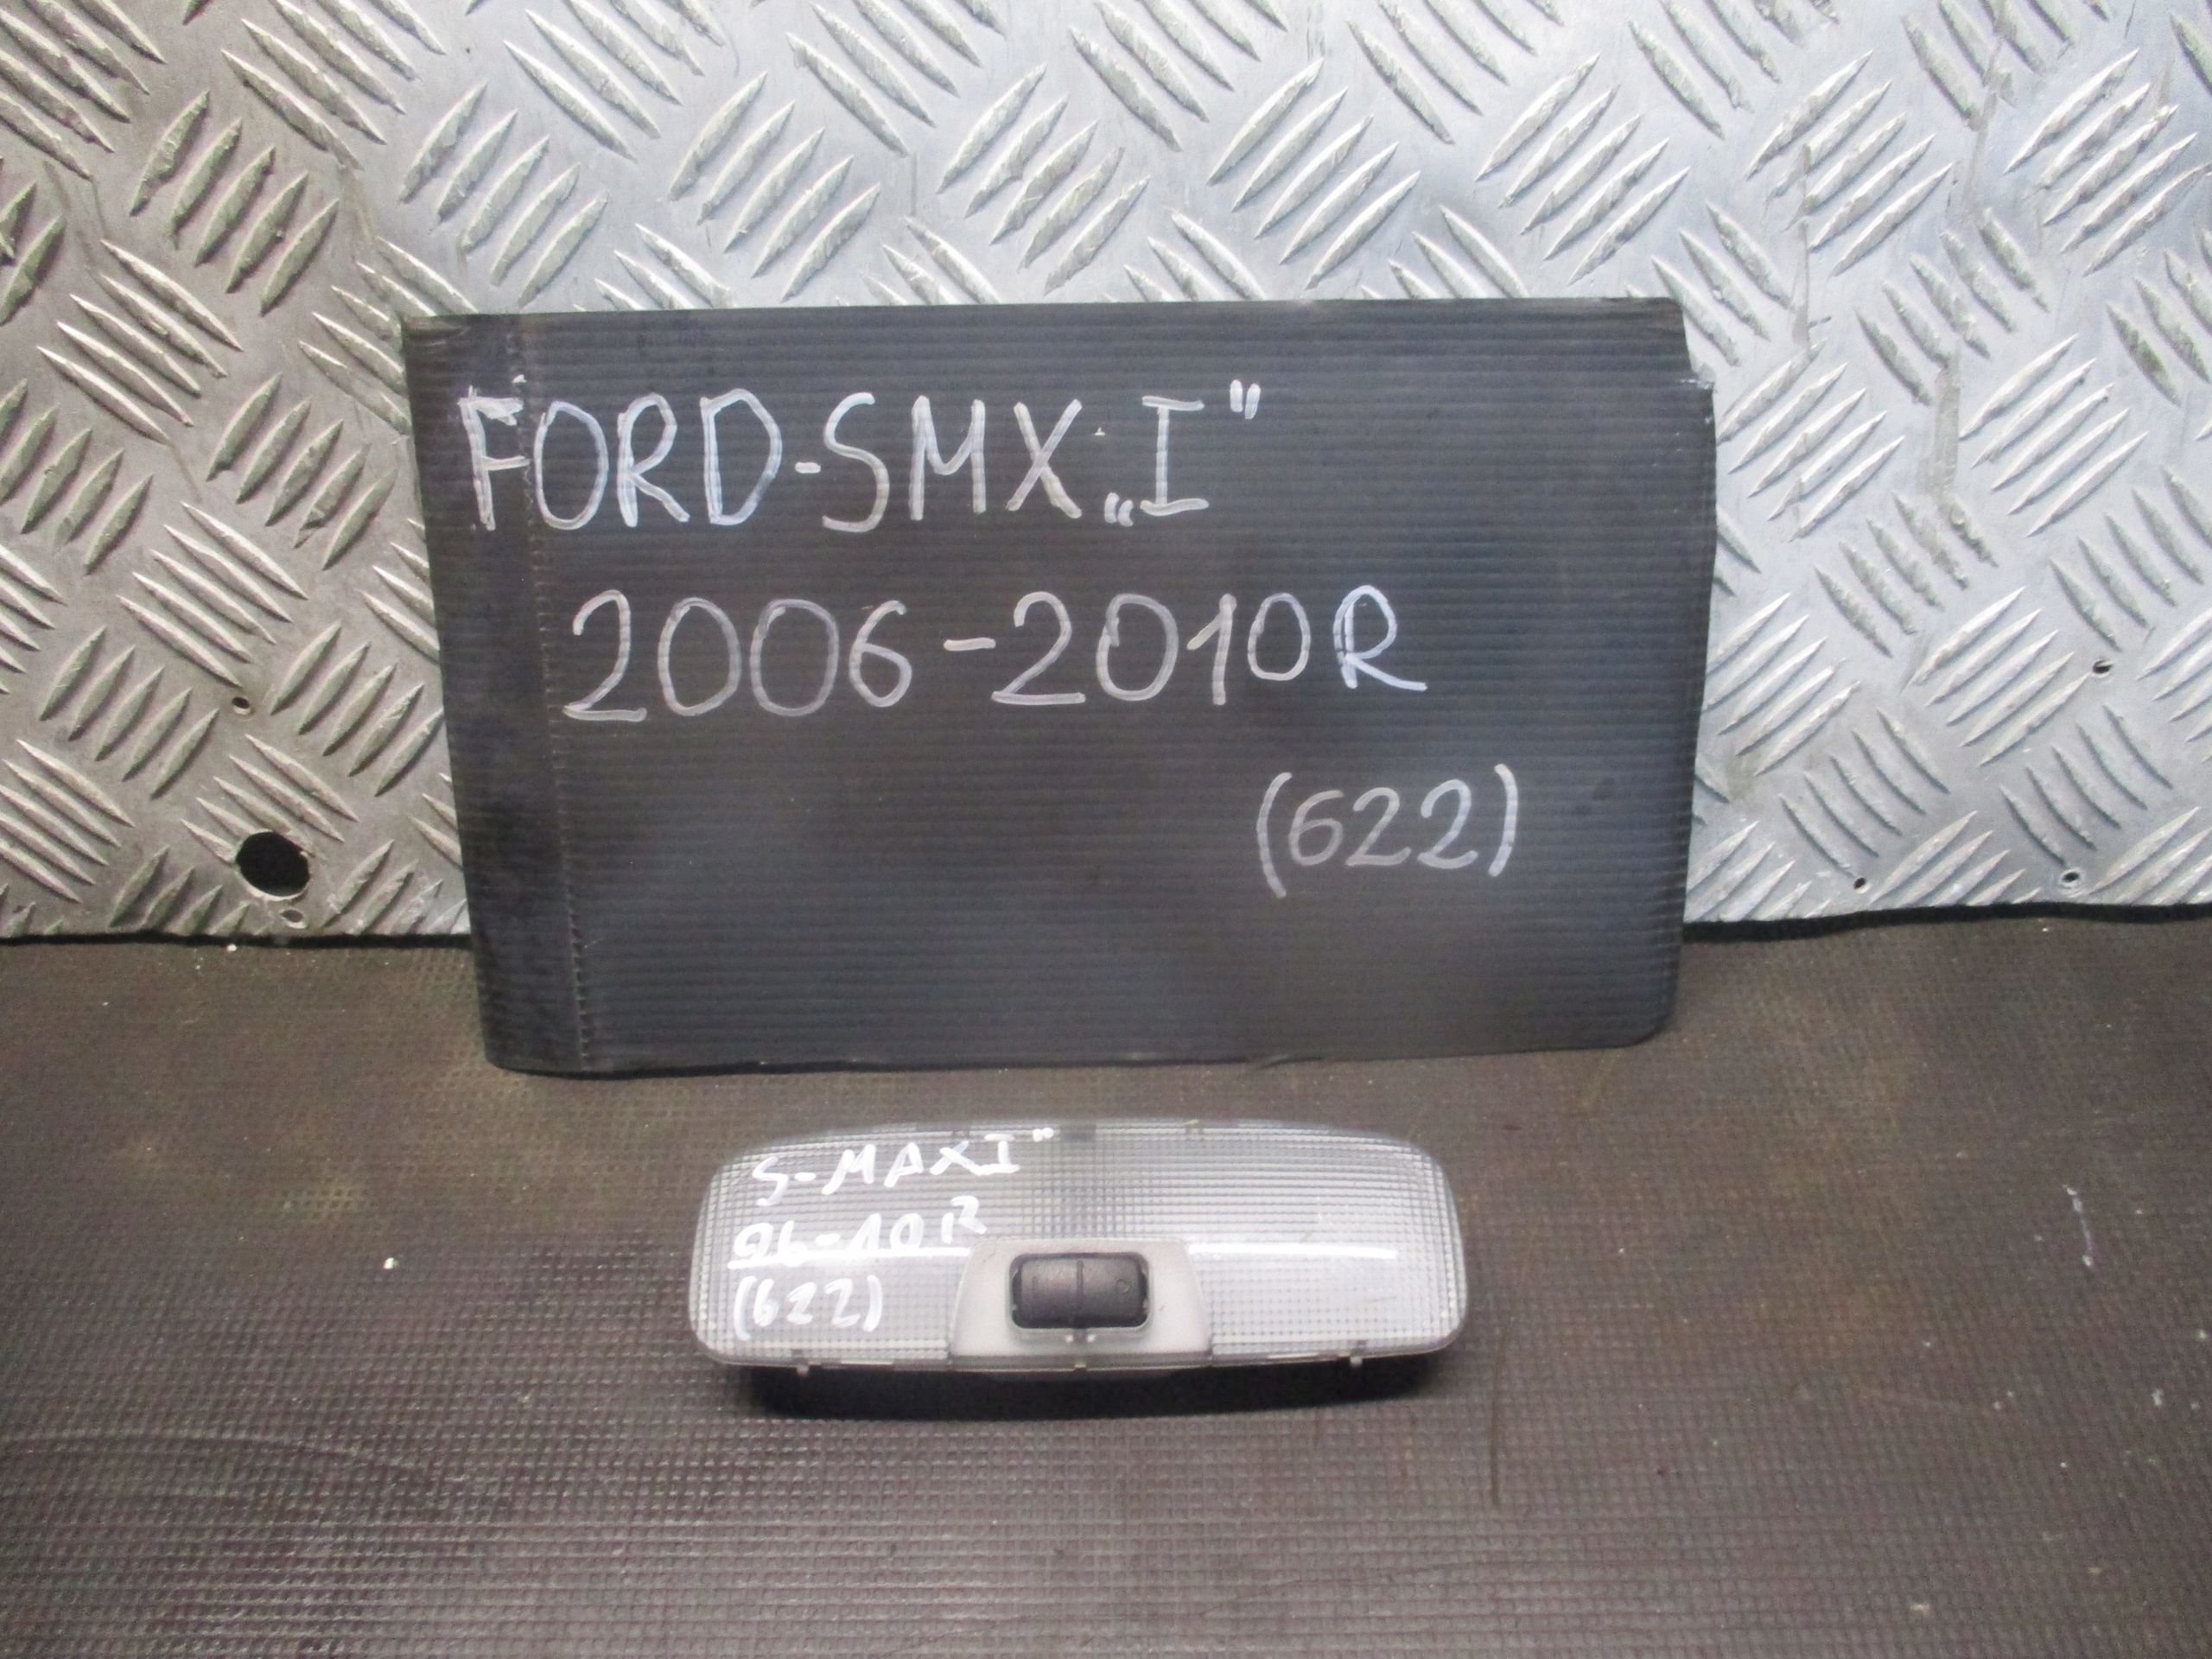 FORD-SMX „I”
2006-2010R
(622)
S-MAX I”
06-10R
(622)